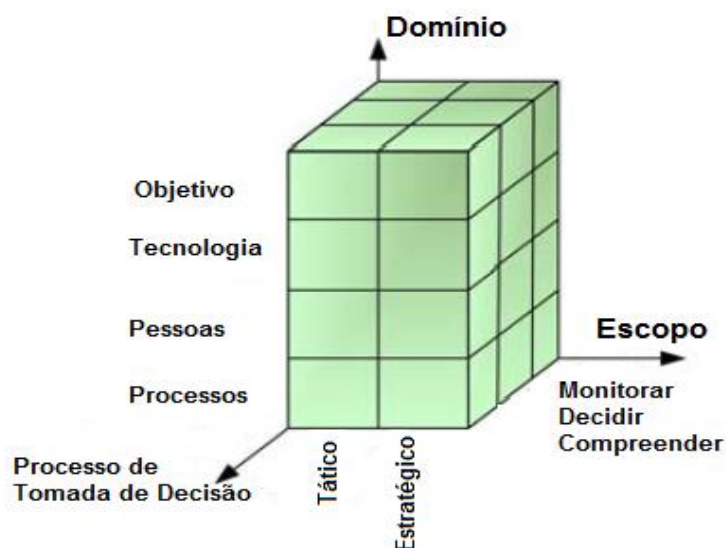 Domínio
Objetivo
Tecnologia
Pessoas
Processos
Escopo
Monitorar
Decidir
Compreender
Processo de
Tomada de Decisão
Tático
Estratégico